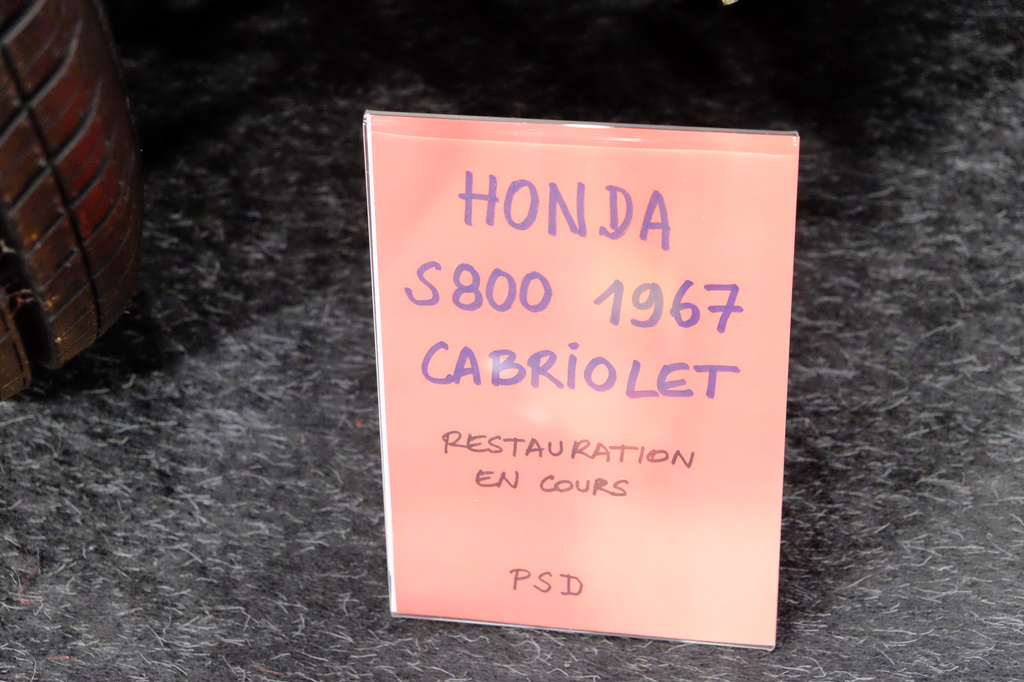 HONDA
S800 1967
CABRIOLET
RESTAURATION
EN COURS
PSD